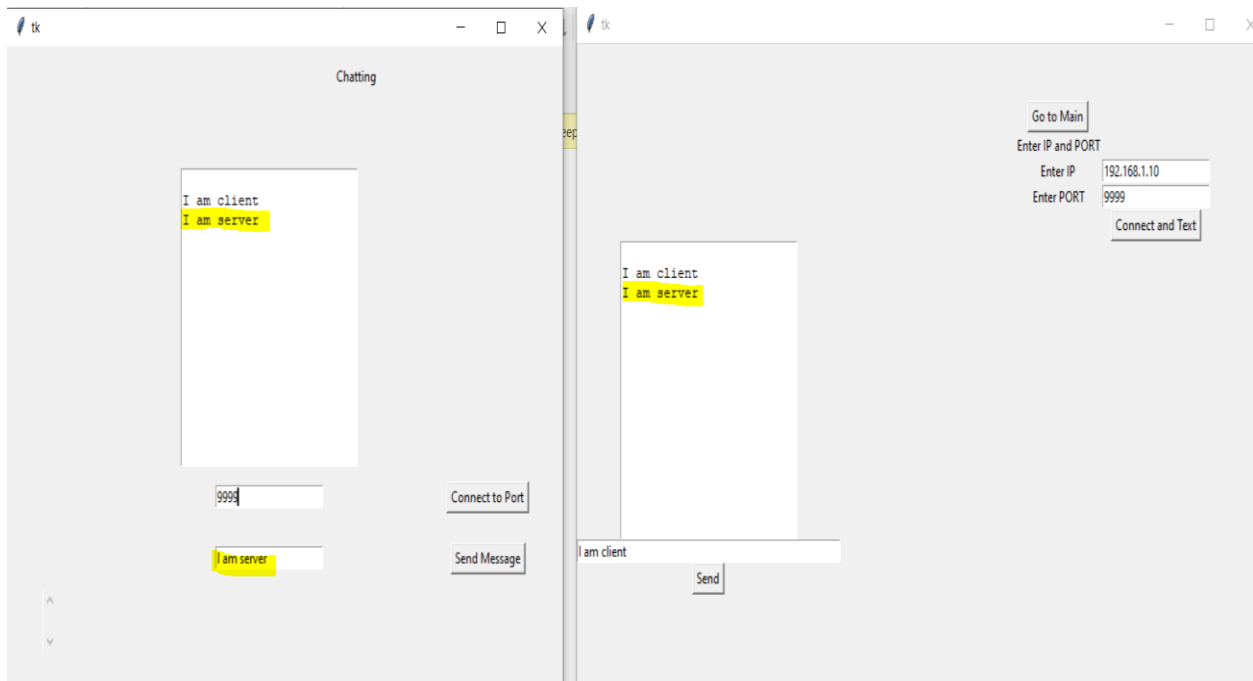 tk
Chatting
I am client
I am server
9999
Connect to Port
I am server
Send Message
eep
tk
Go to Main
Enter IP and PORT
Enter IP 192.168.1.10
Enter PORT 9999
Connect and Text
I am client
I am server
I am client
Send